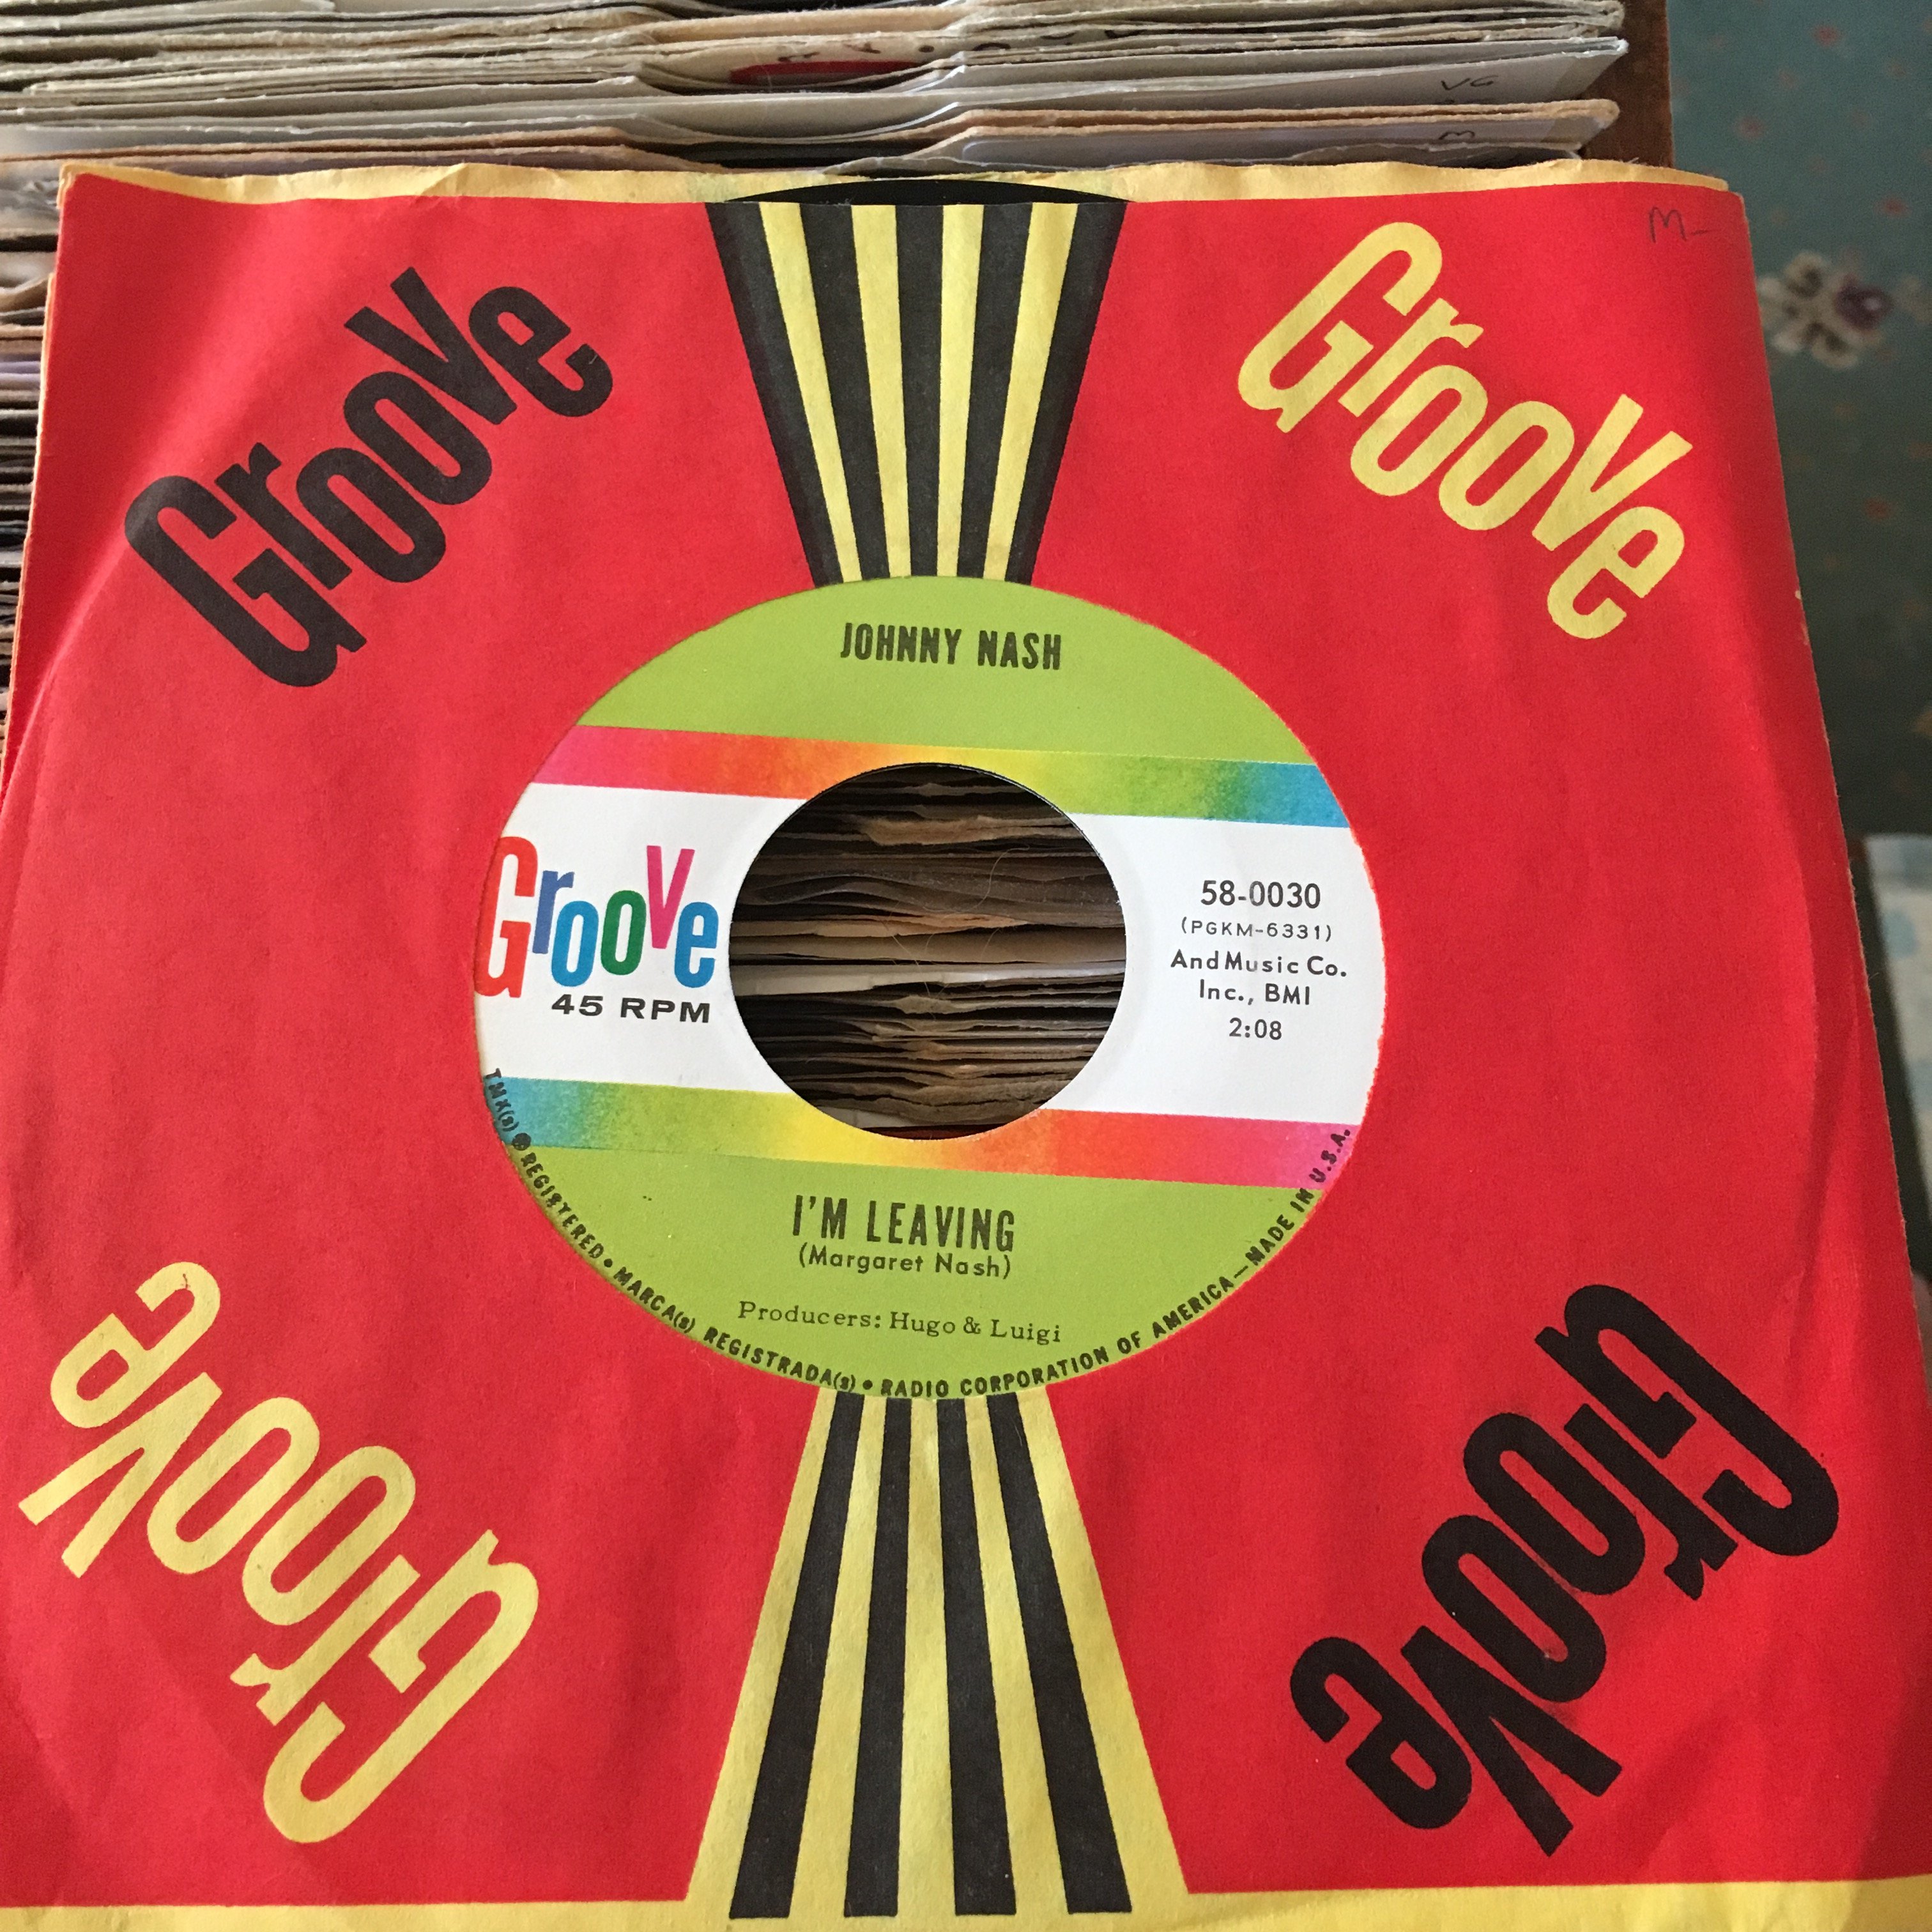 VG
M
M-
Groove
Groove
JOHNNY NASH
Groove
45 RPM
58-0030
(PGKM-6331)
And Music Co.
Inc., BMI
2:08
I'M LEAVING
(Margaret Nash)
Producers: Hugo & Luigi
TMK(s) ® REGISTERED • MARCA(s) REGISTRADA(s) • RADIO CORPORATION OF AMERICA — MADE IN U.S.A.
Groove
Groove